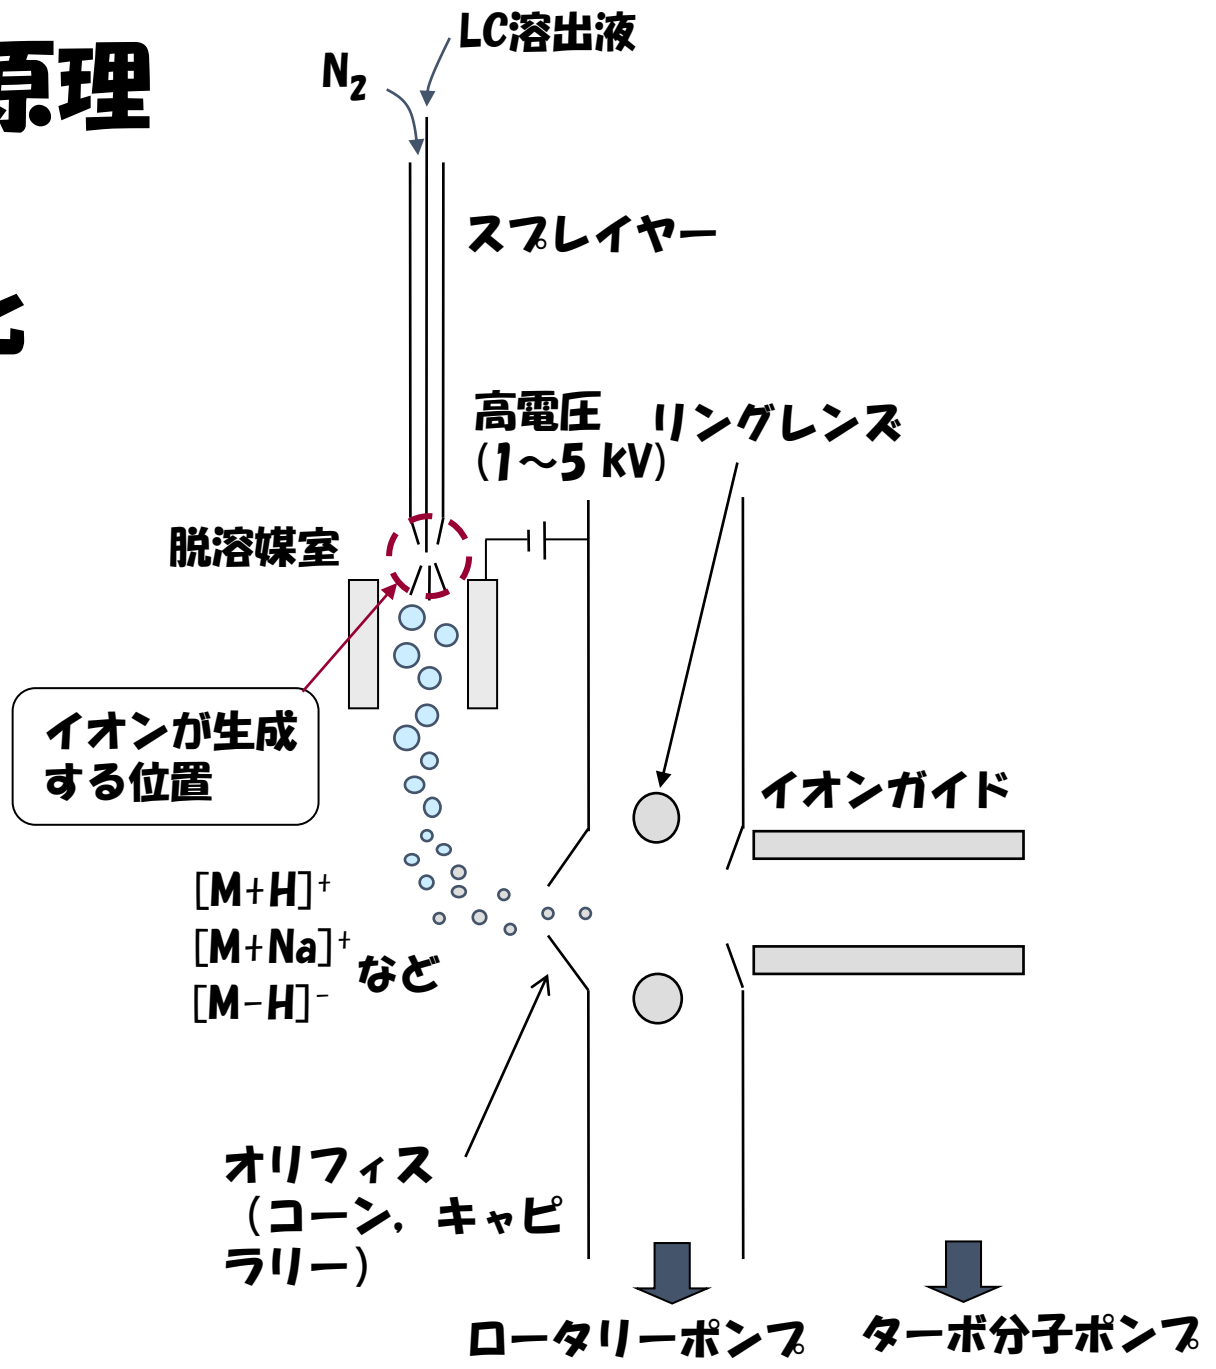 LC溶出液
N₂
原理
スプレイヤー
化
高電圧
(1～5 kV)
リングレンズ
脱溶媒室
イオンが生成
する位置
イオンガイド
[M+H]⁺
[M+Na]⁺
など
[M-H]⁻
オリフィス
（コーン，キャピ
ラリー）
ロータリーポンプ
ターボ分子ポンプ